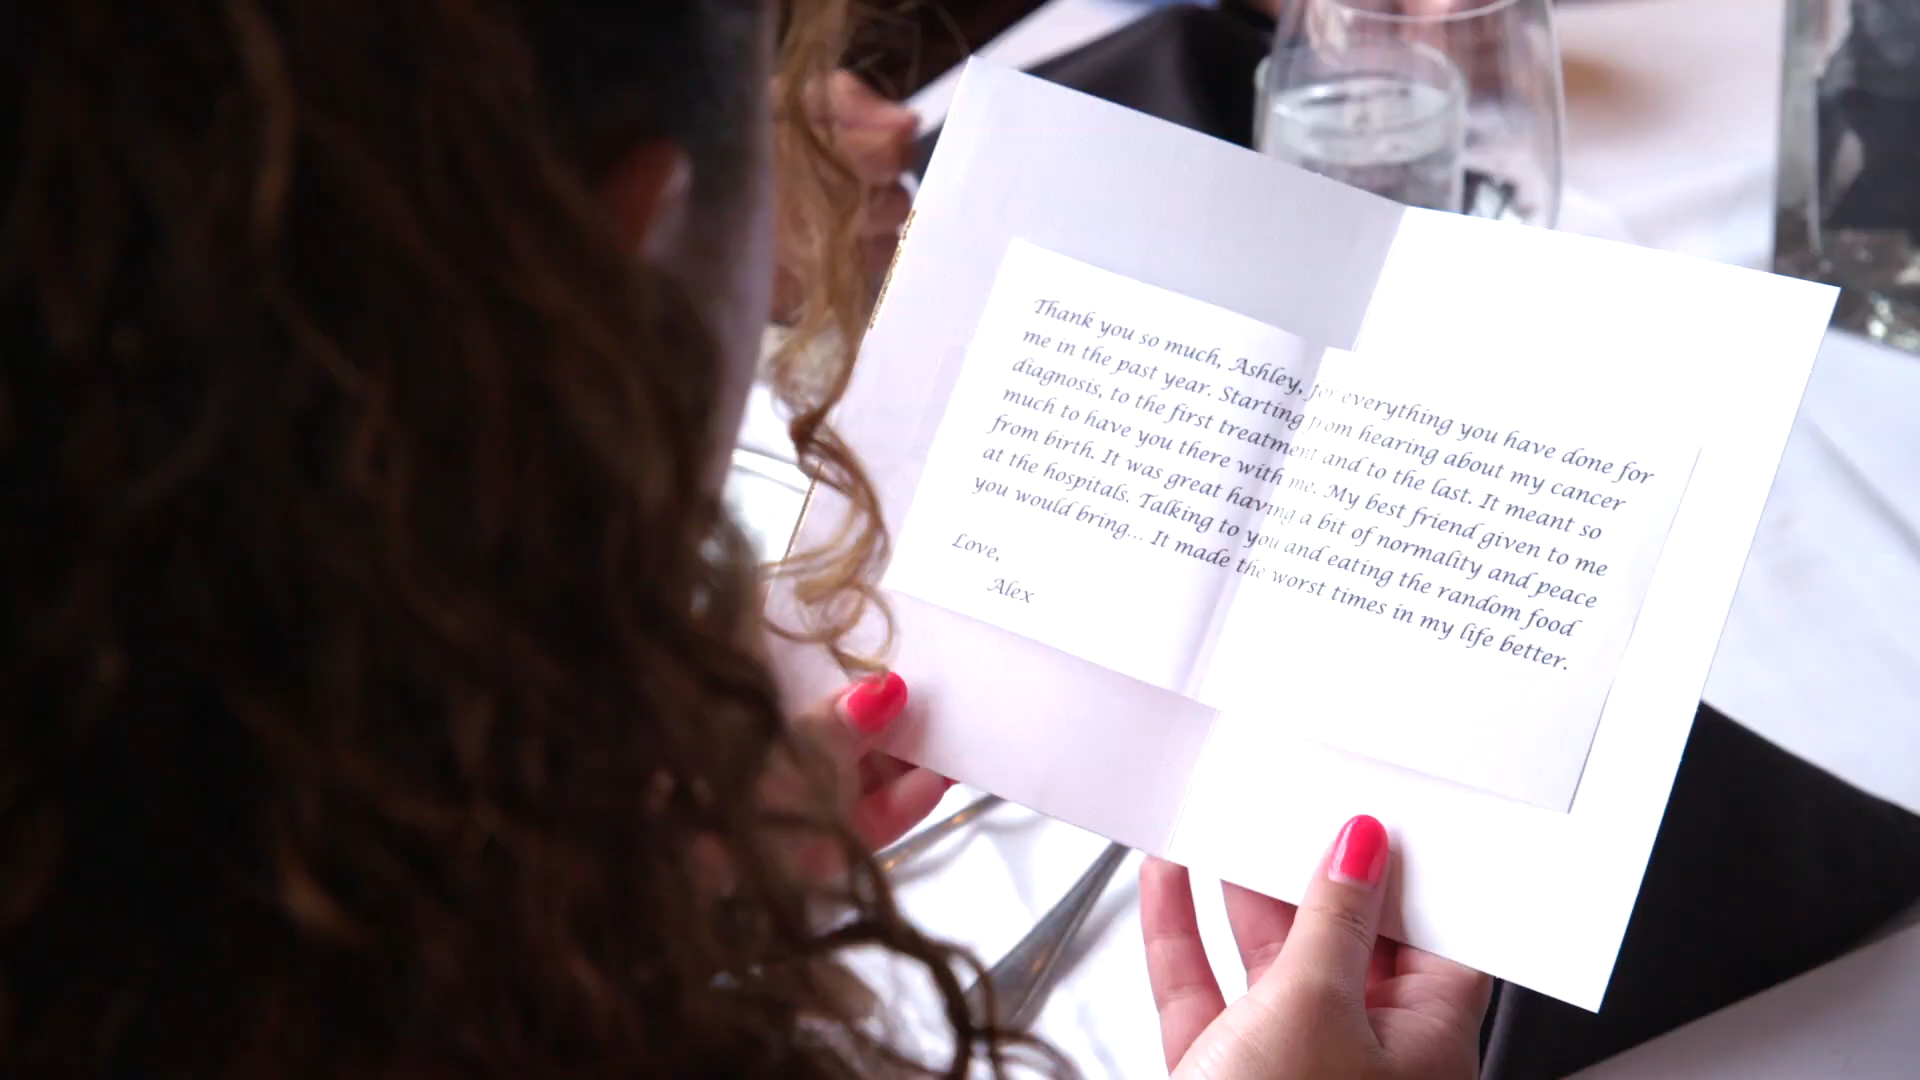 Thank you so much, Ashley, for everything you have done for
me in the past year. Starting from hearing about my cancer
diagnosis, to the first treatment and to the last. It meant so
much to have you there with me. My best friend given to me
from birth. It was great having a bit of normality and peace
at the hospitals. Talking to you and eating the random food
you would bring... It made the worst times in my life better.
Love,
Alex